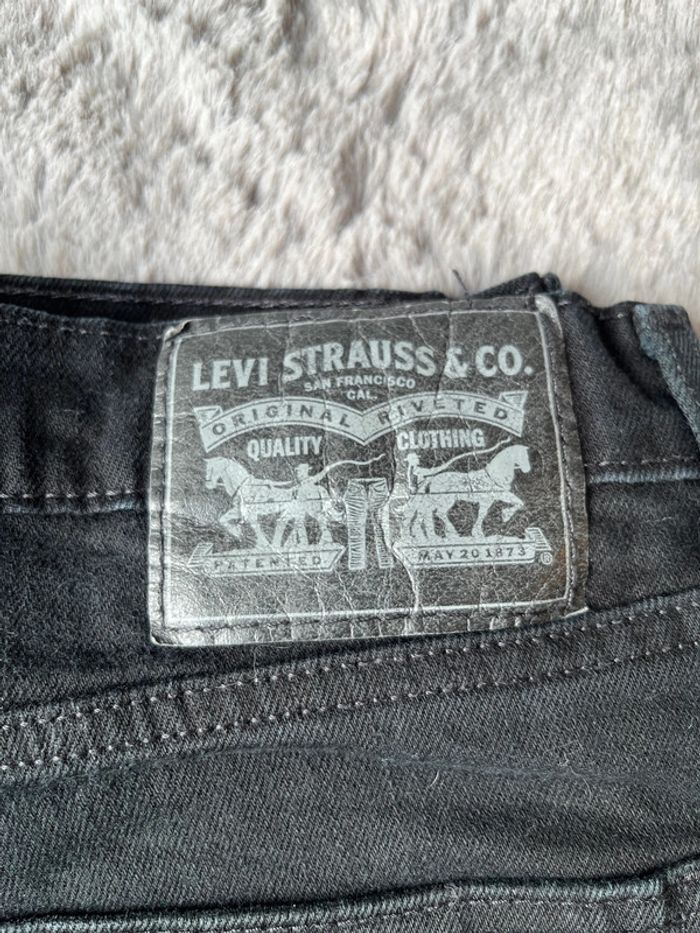 LEVI STRAUSS & CO.
SAN FRANCISCO
CAL.
ORIGINAL RIVETED
QUALITY CLOTHING
PATENTED MAY 20 1873 ®